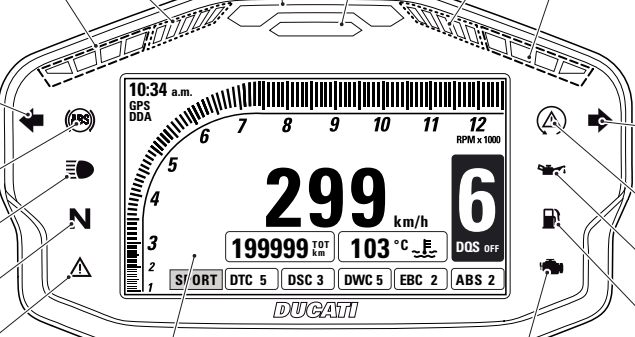 10:34 a.m.
GPS
DDA
ABS
6 7 8 9 10 11 12
RPM x 1000
5
4
3
2
1
299 km/h
6
N
199999 TOT km
103 °C
DQS OFF
SPORT DTC 5 DSC 3 DWC 5 EBC 2 ABS 2
DUCATI